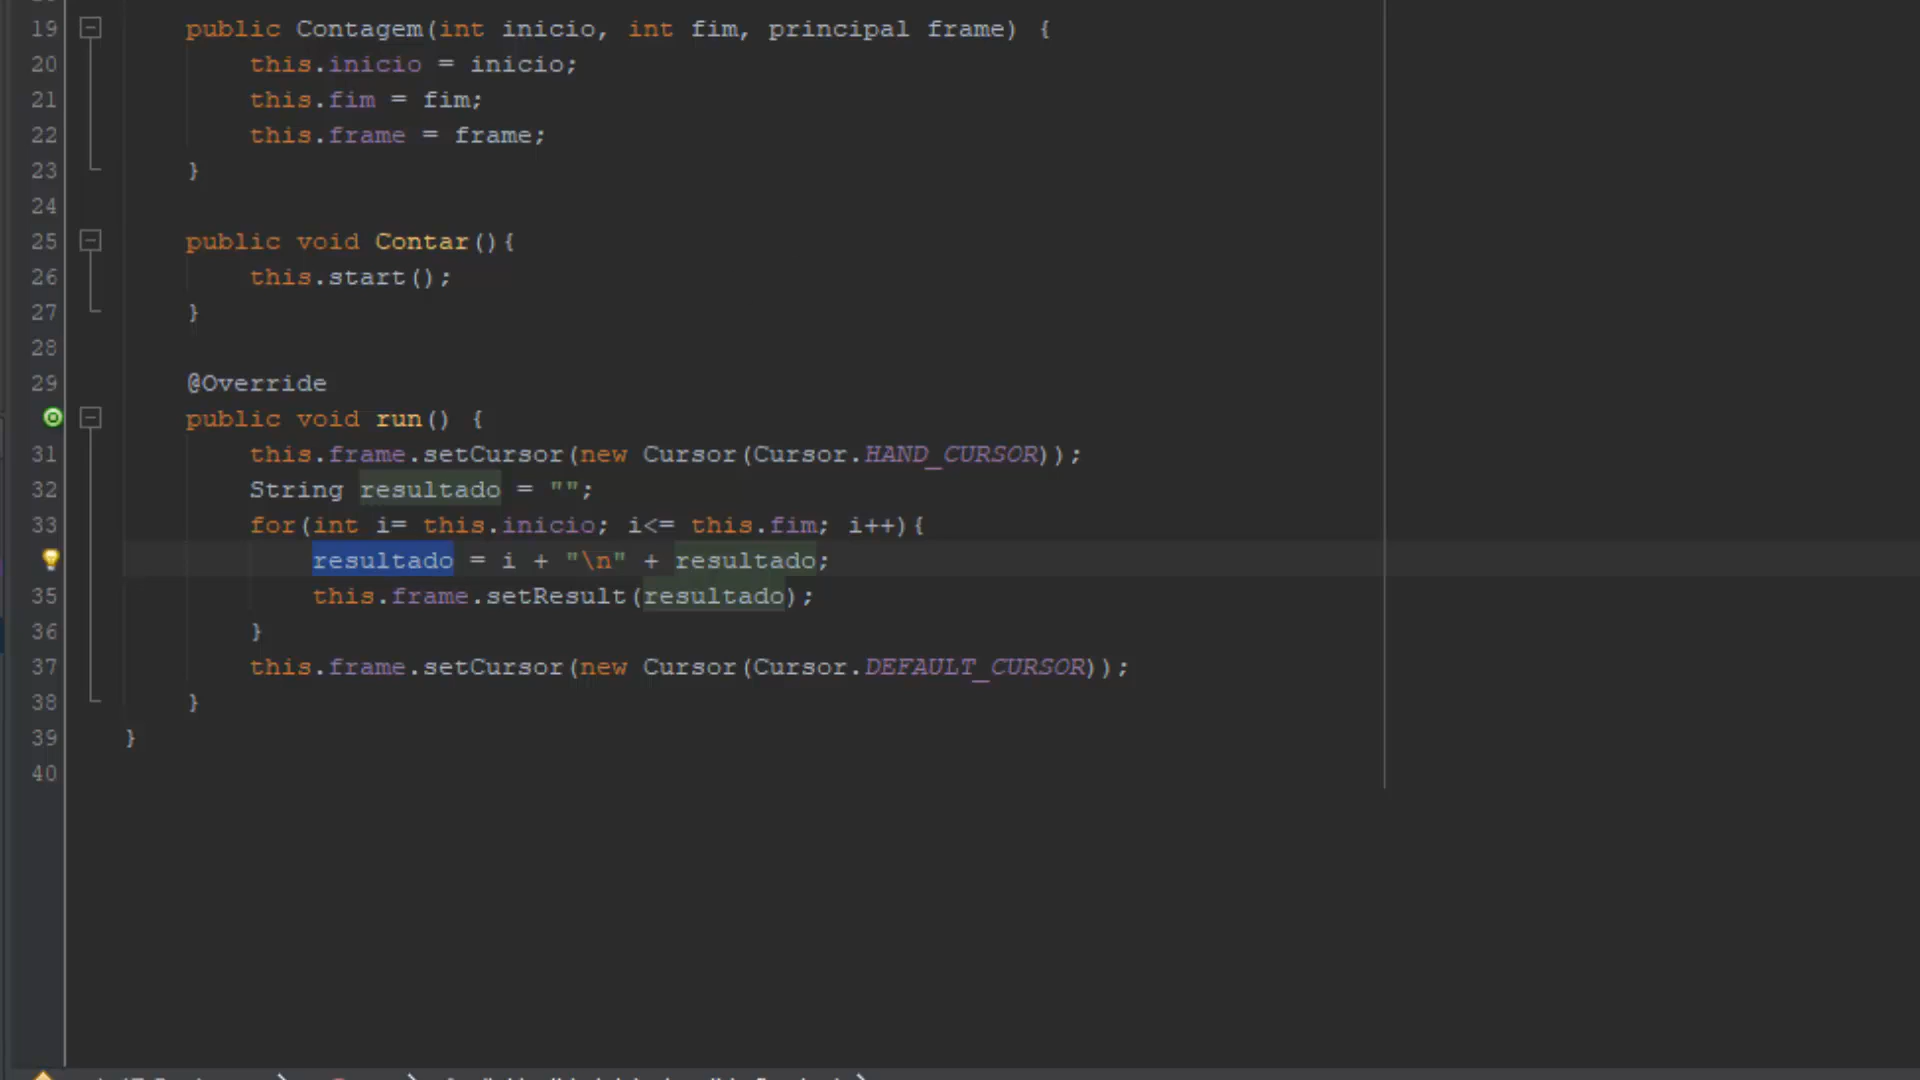 19 public Contagem(int inicio, int fim, principal frame) {
20 this.inicio = inicio;
21 this.fim = fim;
22 this.frame = frame;
23 }
24
25 public void Contar(){
26 this.start();
27 }
28
29 @Override
public void run() {
31 this.frame.setCursor(new Cursor(Cursor.HAND_CURSOR));
32 String resultado = "";
33 for(int i= this.inicio; i<= this.fim; i++){
resultado = i + "\n" + resultado;
35 this.frame.setResult(resultado);
36 }
37 this.frame.setCursor(new Cursor(Cursor.DEFAULT_CURSOR));
38 }
39 }
40